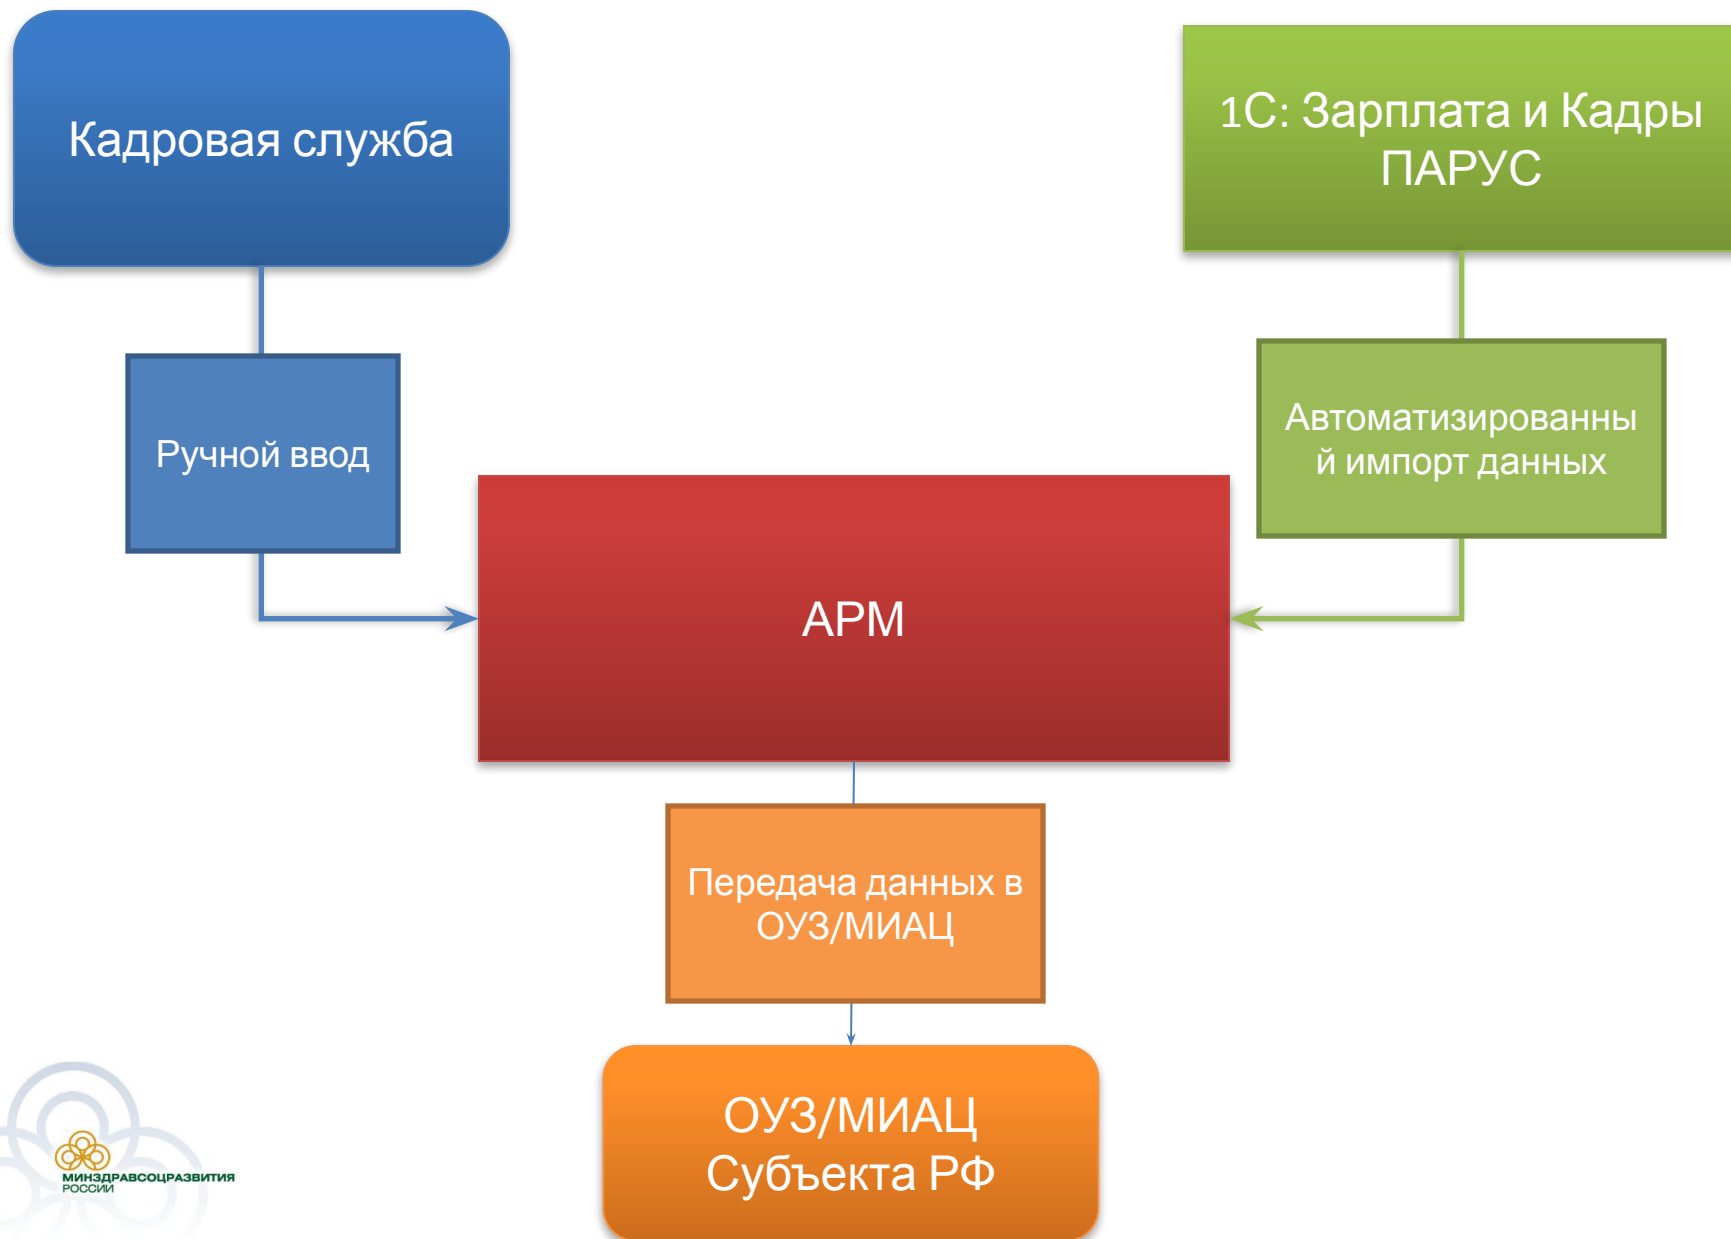 Кадровая служба
1С: Зарплата и Кадры
ПАРУС
Ручной ввод
Автоматизированны
й импорт данных
АРМ
Передача данных в
ОУЗ/МИАЦ
ОУЗ/МИАЦ
Субъекта РФ
МИНЗДРАВСОЦРАЗВИТИЯ
РОССИИ